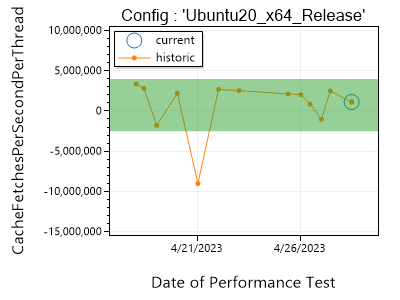 Config : 'Ubuntu20_x64_Release'
current
historic
CacheFetchesPerSecondPerThread
10,000,000
5,000,000
0
-5,000,000
-10,000,000
-15,000,000
4/21/2023
4/26/2023
Date of Performance Test